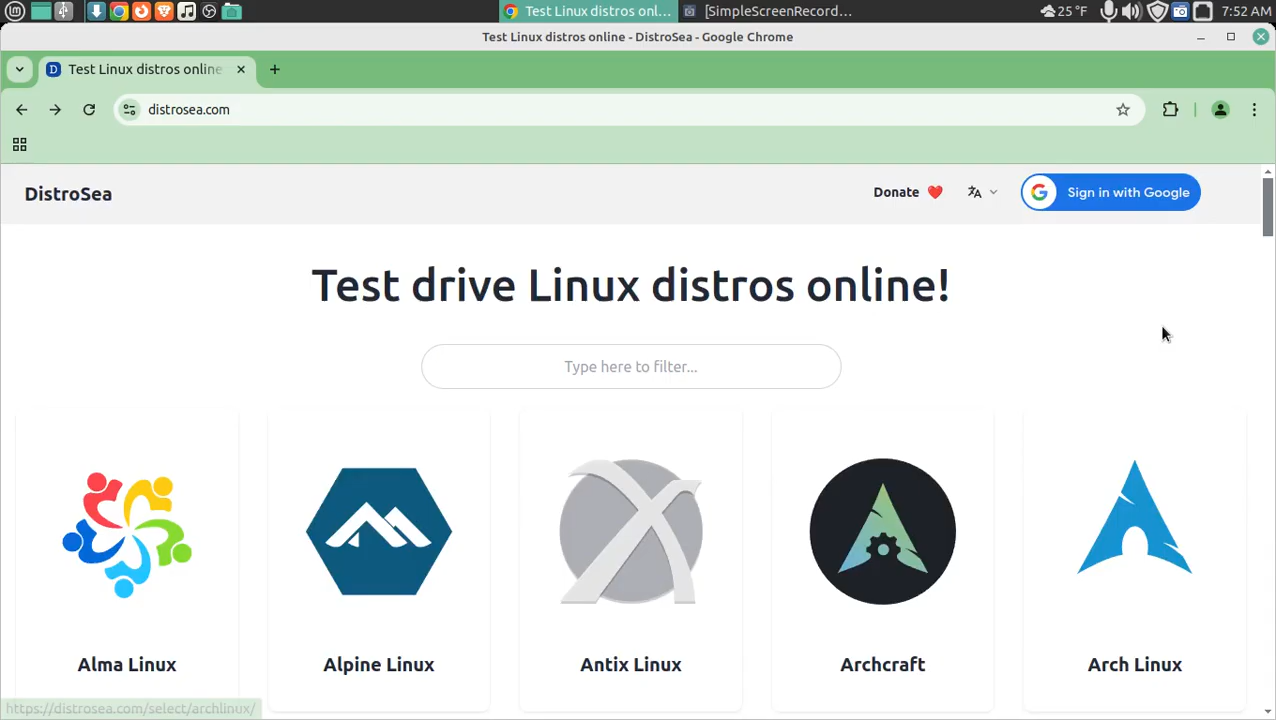 Test Linux distros onl...
[SimpleScreenRecord...
25°F
7:52 AM
Test Linux distros online - DistroSea - Google Chrome
D
Test Linux distros online
distrosea.com
DistroSea
Donate
Sign in with Google
Test drive Linux distros online!
Type here to filter...
Alma Linux
Alpine Linux
Antix Linux
Archcraft
Arch Linux
https://distrosea.com/select/archlinux/